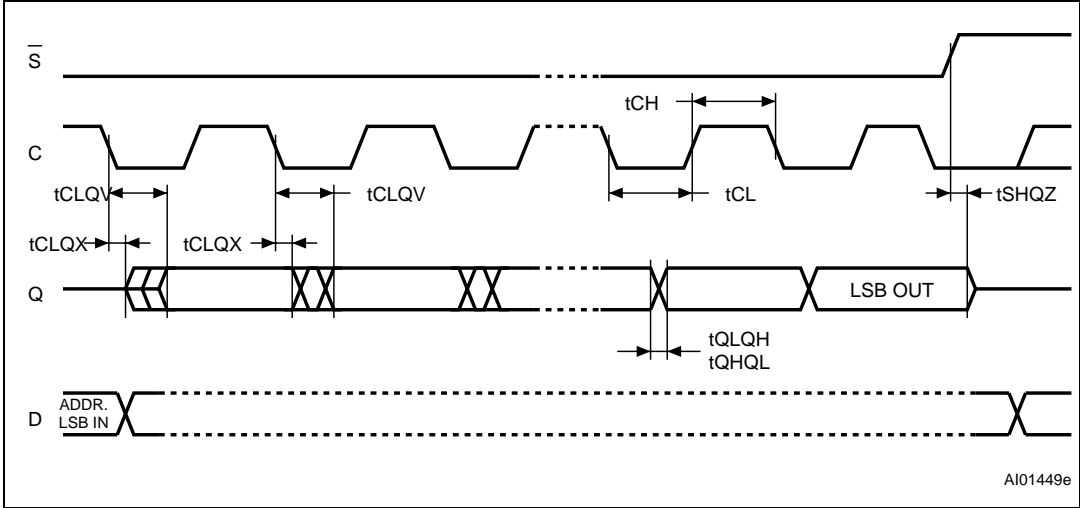 S
tCH
C
tCLQV
tCLQV
tCL
tSHQZ
tCLQX
tCLQX
Q
LSB OUT
tQLQH
tQHQL
D
ADDR.
LSB IN
AI01449e